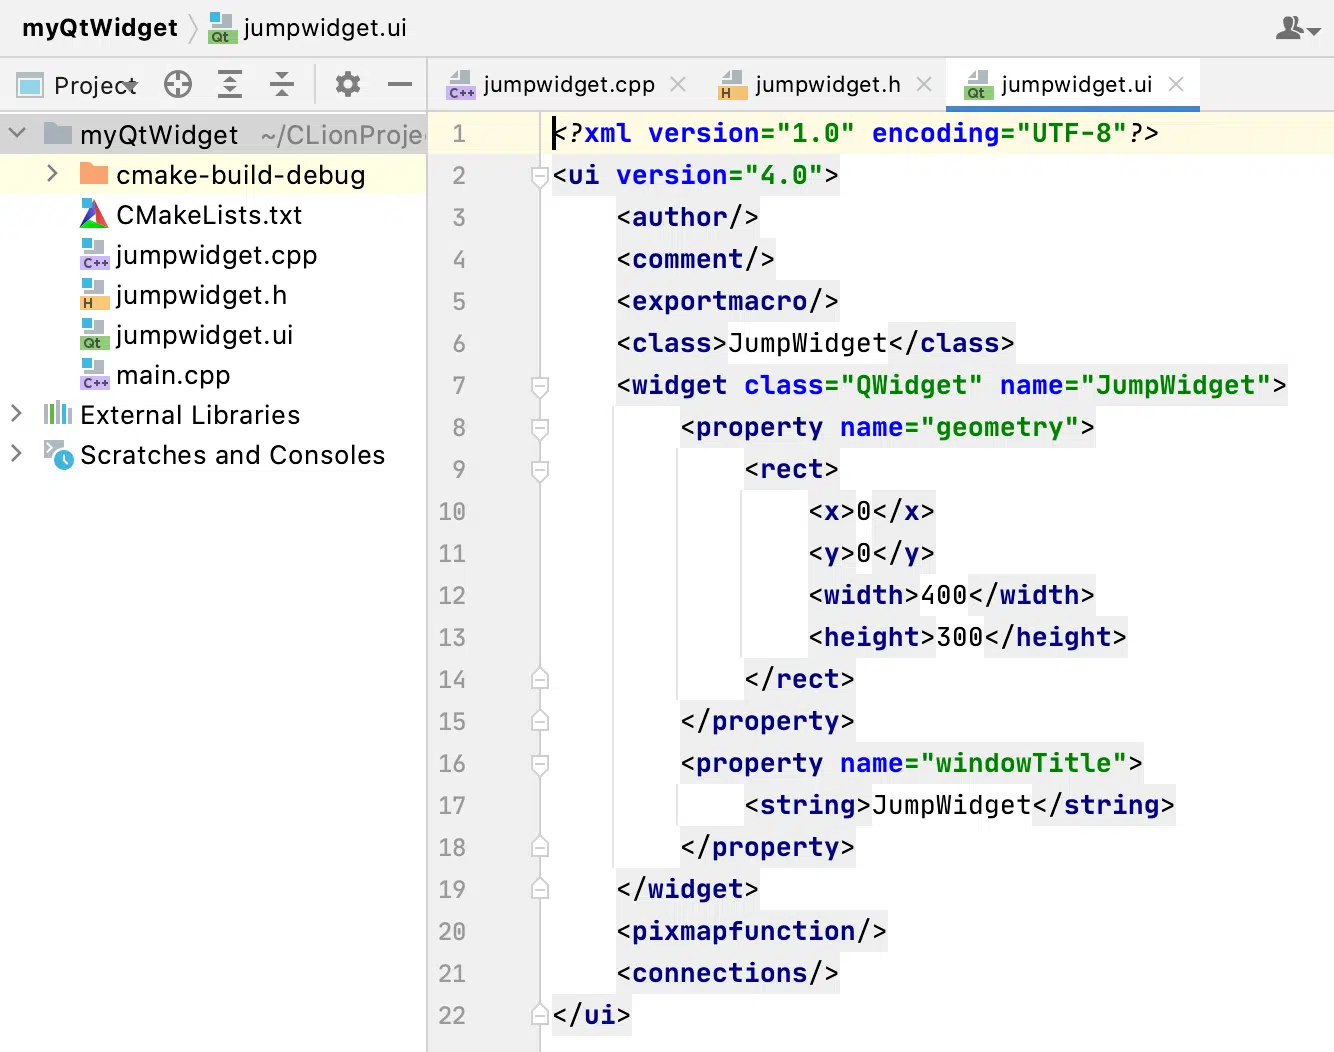 myQtWidget jumpwidget.ui
Project
jumpwidget.cpp jumpwidget.h jumpwidget.ui
myQtWidget ~/CLionProje
cmake-build-debug
CMakeLists.txt
jumpwidget.cpp
jumpwidget.h
jumpwidget.ui
main.cpp
External Libraries
Scratches and Consoles
1 <?xml version="1.0" encoding="UTF-8"?>
2 <ui version="4.0">
3 <author/>
4 <comment/>
5 <exportmacro/>
6 <class>JumpWidget</class>
7 <widget class="QWidget" name="JumpWidget">
8 <property name="geometry">
9 <rect>
10 <x>0</x>
11 <y>0</y>
12 <width>400</width>
13 <height>300</height>
14 </rect>
15 </property>
16 <property name="windowTitle">
17 <string>JumpWidget</string>
18 </property>
19 </widget>
20 <pixmapfunction/>
21 <connections/>
22 </ui>